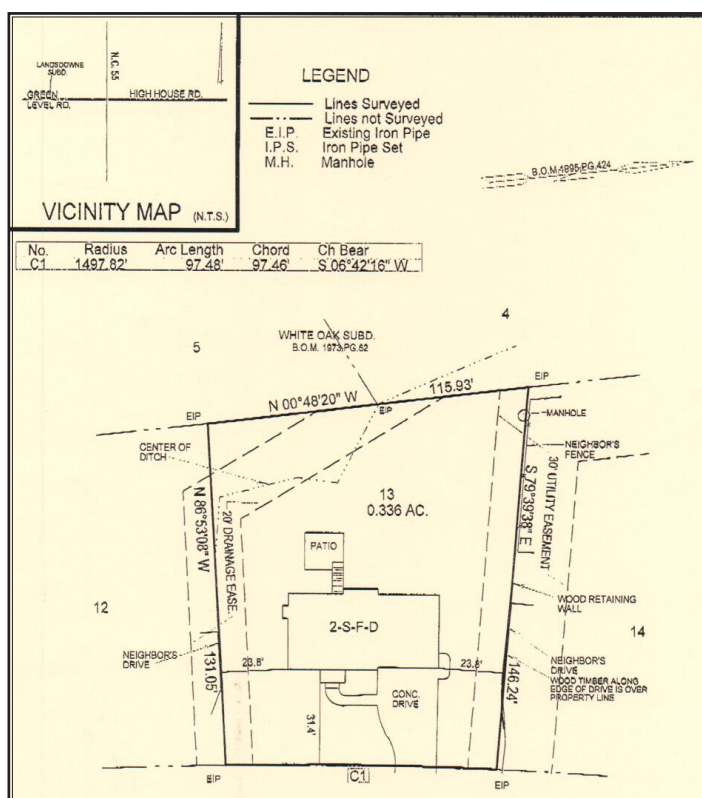 LANDSDOWNE
SUBD.
N.C. 55
GREEN
LEVEL RD.
HIGH HOUSE RD.
VICINITY MAP (N.T.S.)
LEGEND
Lines Surveyed
Lines not Surveyed
E.I.P. Existing Iron Pipe
I.P.S. Iron Pipe Set
M.H. Manhole
B.O.M. 1895 PG.424
No. Radius Arc Length Chord Ch Bear
C1 1497.82' 97.48' 97.46' S 06°42'16" W
4
5
WHITE OAK SUBD.
B.O.M. 1973 PG.62
N 00°48'20" W
115.93'
EIP
EIP
EIP
MANHOLE
NEIGHBOR'S
FENCE
CENTER OF
DITCH
N 86°53'08" W
20' DRAINAGE EASE.
13
0.336 AC.
S 79°39'38" E
30' UTILITY EASEMENT
PATIO
2-S-F-D
12
14
WOOD RETAINING
WALL
NEIGHBOR'S
DRIVE
131.05'
23.8'
23.8'
146.24'
NEIGHBOR'S
DRIVE
WOOD TIMBER ALONG
EDGE OF DRIVE IS OVER
PROPERTY LINE
CONC.
DRIVE
31.4'
EIP
C1
EIP